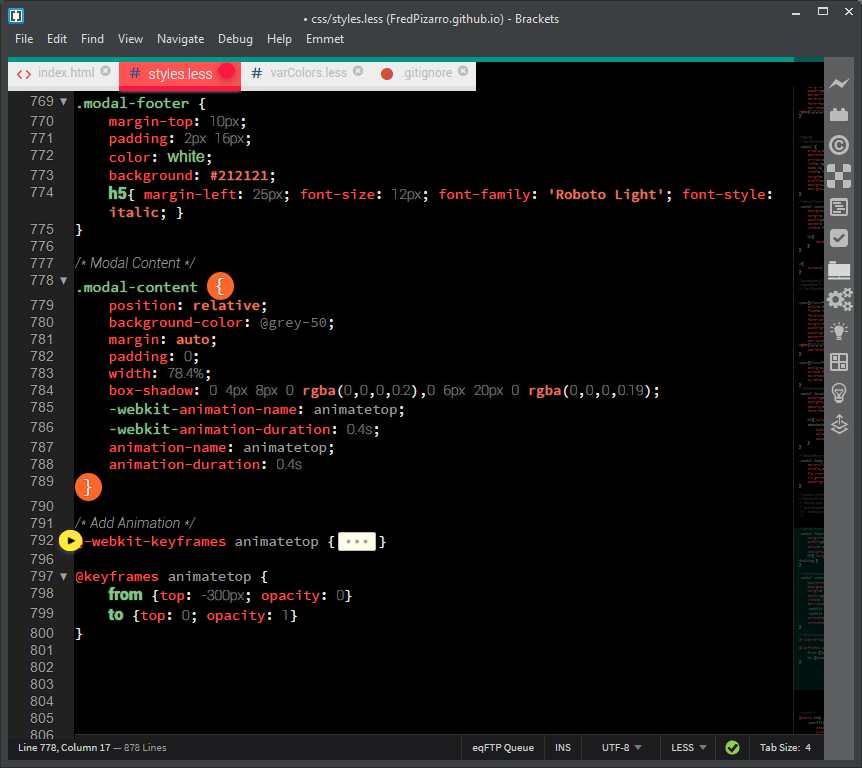 • css/styles.less (FredPizarro.github.io) - Brackets
File Edit Find View Navigate Debug Help Emmet
index.html # styles.less # varColors.less .gitignore
769 .modal-footer {
770 margin-top: 10px;
771 padding: 2px 16px;
772 color: white;
773 background: #212121;
774 h5{ margin-left: 25px; font-size: 12px; font-family: 'Roboto Light'; font-style:
italic; }
775 }
776
777 /* Modal Content */
778 .modal-content {
779 position: relative;
780 background-color: @grey-50;
781 margin: auto;
782 padding: 0;
783 width: 78.4%;
784 box-shadow: 0 4px 8px 0 rgba(0,0,0,0.2),0 6px 20px 0 rgba(0,0,0,0.19);
785 -webkit-animation-name: animatetop;
786 -webkit-animation-duration: 0.4s;
787 animation-name: animatetop;
788 animation-duration: 0.4s
789 }
790
791 /* Add Animation */
792 -webkit-keyframes animatetop { ••• }
796
797 @keyframes animatetop {
798 from {top: -300px; opacity: 0}
799 to {top: 0; opacity: 1}
800 }
801
802
803
804
805
806
Line 778, Column 17 — 878 Lines eqFTP Queue INS UTF-8 LESS Tab Size: 4